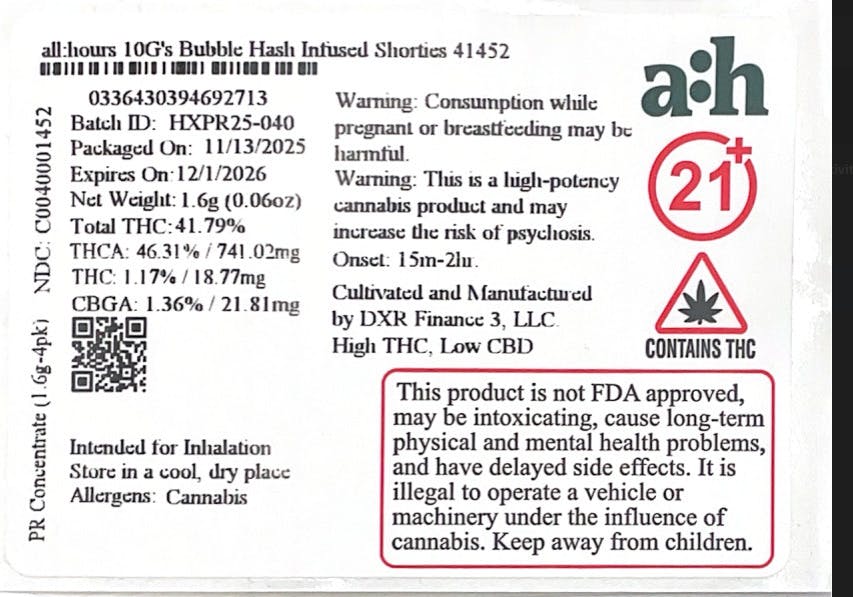 all:hours 10G's Bubble Hash Infused Shorties 41452
0336430394692713
Batch ID: HXPR25-040
Packaged On: 11/13/2025
Expires On: 12/1/2026
Net Weight: 1.6g (0.06oz)
Total THC: 41.79%
THCA: 46.31% / 741.02mg
THC: 1.17% / 18.77mg
CBGA: 1.36% / 21.81mg
Intended for Inhalation
Store in a cool, dry place
Allergens: Cannabis
PR Concentrate (1.6g-4pk) NDC: C00400001452
Warning: Consumption while
pregnant or breastfeeding may be
harmful.
Warning: This is a high-potency
cannabis product and may
increase the risk of psychosis.
Onset: 15m-2hr.
Cultivated and Manufactured
by DXR Finance 3, LLC.
High THC, Low CBD
a:h
21+
CONTAINS THC
This product is not FDA approved,
may be intoxicating, cause long-term
physical and mental health problems,
and have delayed side effects. It is
illegal to operate a vehicle or
machinery under the influence of
cannabis. Keep away from children.